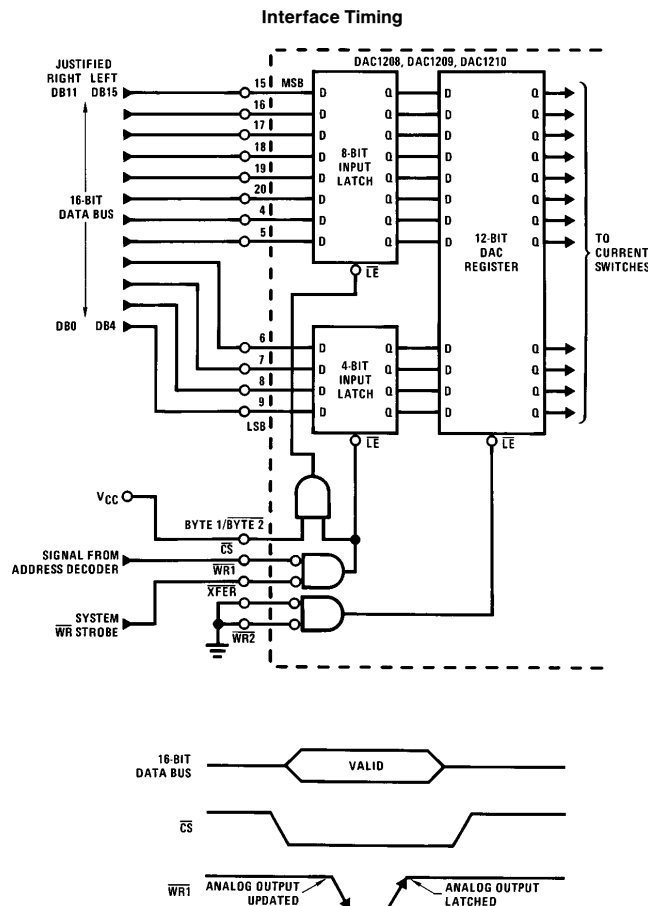 Interface Timing
DAC1208, DAC1209, DAC1210
JUSTIFIED
RIGHT LEFT
DB11 DB15
16-BIT
DATA BUS
DB0 DB4
15 MSB
16
17
18
19
20
4
5
6
7
8
9
LSB
D Q D Q
D Q D Q
D Q D Q
D Q D Q
D Q D Q
D Q D Q
D Q D Q
D Q D Q
8-BIT
INPUT
LATCH
LE
12-BIT
DAC
REGISTER
TO
CURRENT
SWITCHES
D Q D Q
D Q D Q
D Q D Q
D Q D Q
4-BIT
INPUT
LATCH
LE
LE
VCC
BYTE 1/BYTE 2
SIGNAL FROM
ADDRESS DECODER
CS
WR1
XFER
SYSTEM
WR STROBE
WR2
16-BIT
DATA BUS
VALID
CS
WR1
ANALOG OUTPUT
UPDATED
ANALOG OUTPUT
LATCHED